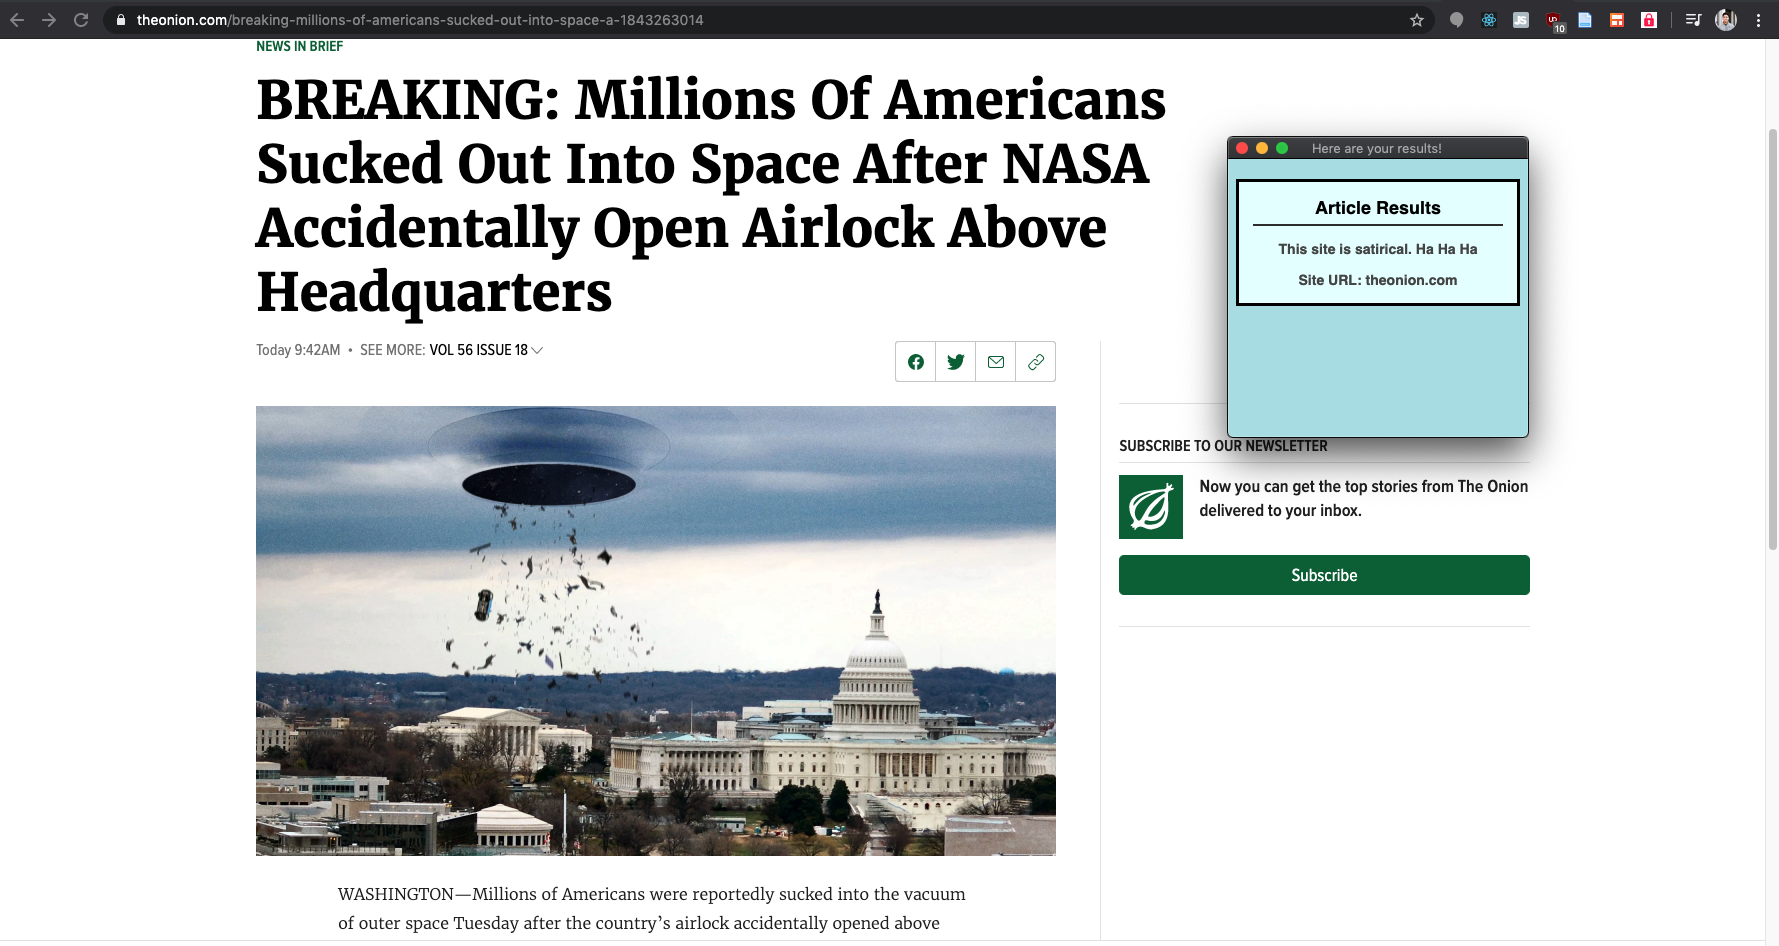 theonion.com/breaking-millions-of-americans-sucked-out-into-space-a-1843263014
JS
10
NEWS IN BRIEF
BREAKING: Millions Of Americans
Sucked Out Into Space After NASA
Accidentally Open Airlock Above
Headquarters
Today 9:42AM • SEE MORE: VOL 56 ISSUE 18
Here are your results!
Article Results
This site is satirical. Ha Ha Ha
Site URL: theonion.com
SUBSCRIBE TO OUR NEWSLETTER
Now you can get the top stories from The Onion
delivered to your inbox.
Subscribe
WASHINGTON—Millions of Americans were reportedly sucked into the vacuum
of outer space Tuesday after the country’s airlock accidentally opened above